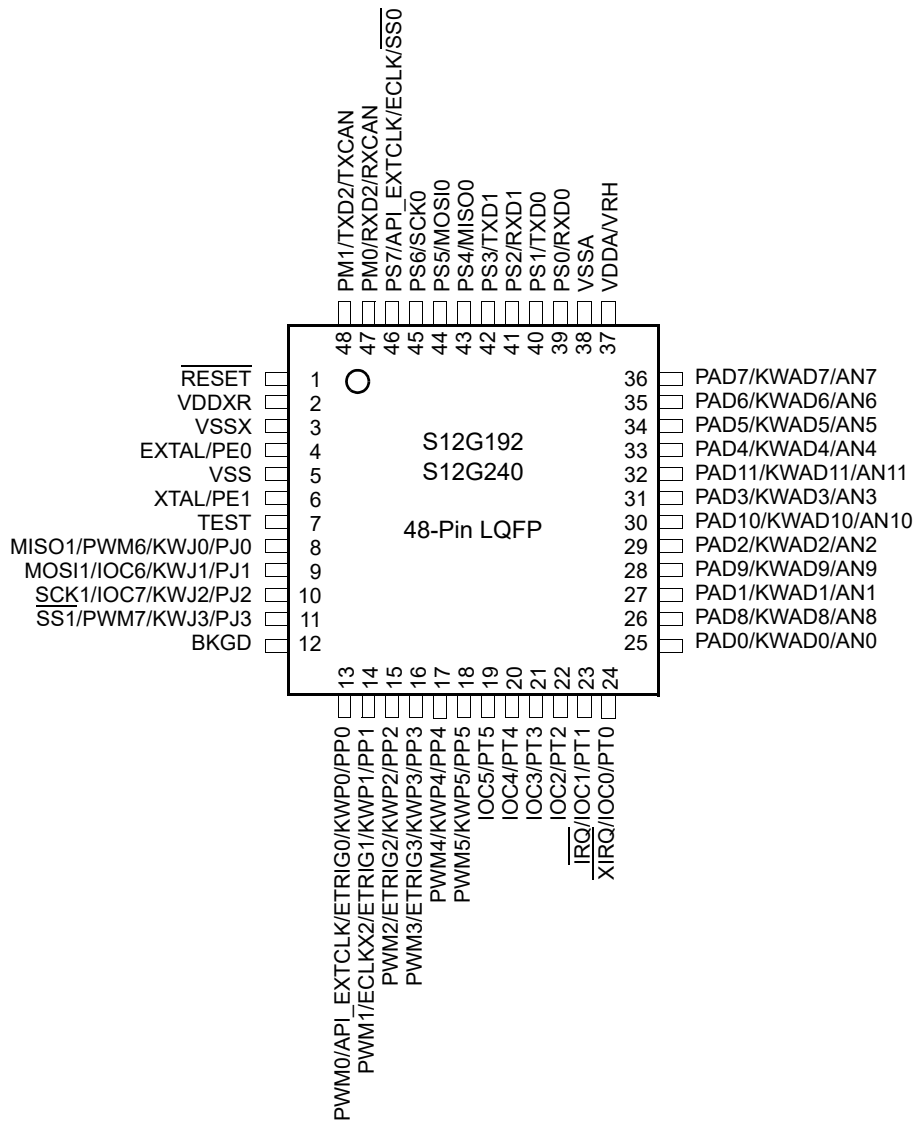 PM1/TXD2/TXCAN
PM0/RXD2/RXCAN
PS7/API_EXTCLK/ECLK/SS0
PS6/SCK0
PS5/MOSI0
PS4/MISO0
PS3/TXD1
PS2/RXD1
PS1/TXD0
PS0/RXD0
VSSA
VDDA/VRH
48
47
46
45
44
43
42
41
40
39
38
37
RESET 1
VDDXR 2
VSSX 3
EXTAL/PE0 4
VSS 5
XTAL/PE1 6
TEST 7
MISO1/PWM6/KWJ0/PJ0 8
MOSI1/IOC6/KWJ1/PJ1 9
SCK1/IOC7/KWJ2/PJ2 10
SS1/PWM7/KWJ3/PJ3 11
BKGD 12
S12G192
S12G240
48-Pin LQFP
36 PAD7/KWAD7/AN7
35 PAD6/KWAD6/AN6
34 PAD5/KWAD5/AN5
33 PAD4/KWAD4/AN4
32 PAD11/KWAD11/AN11
31 PAD3/KWAD3/AN3
30 PAD10/KWAD10/AN10
29 PAD2/KWAD2/AN2
28 PAD9/KWAD9/AN9
27 PAD1/KWAD1/AN1
26 PAD8/KWAD8/AN8
25 PAD0/KWAD0/AN0
13
14
15
16
17
18
19
20
21
22
23
24
PWM0/API_EXTCLK/ETRIG0/KWP0/PP0
PWM1/ECLKX2/ETRIG1/KWP1/PP1
PWM2/ETRIG2/KWP2/PP2
PWM3/ETRIG3/KWP3/PP3
PWM4/KWP4/PP4
PWM5/KWP5/PP5
IOC5/PT5
IOC4/PT4
IOC3/PT3
IOC2/PT2
IRQ/IOC1/PT1
XIRQ/IOC0/PT0